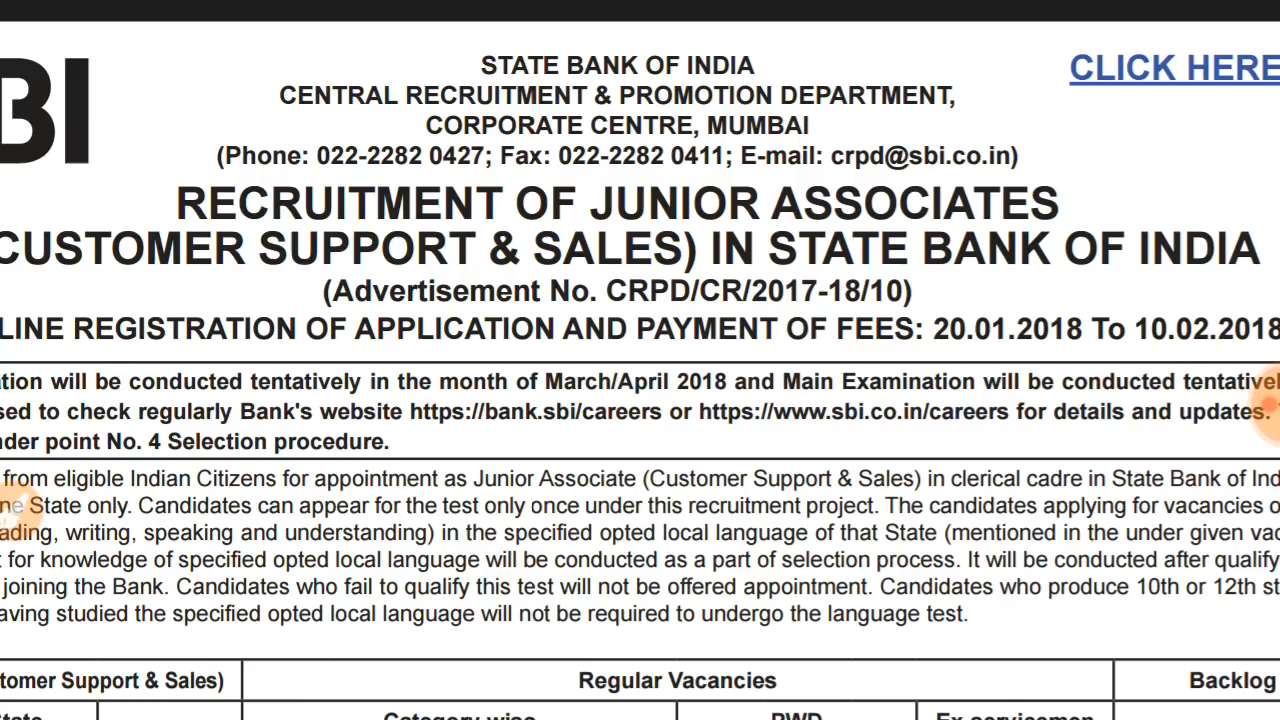 BI
STATE BANK OF INDIA
CLICK HERE
CENTRAL RECRUITMENT & PROMOTION DEPARTMENT,
CORPORATE CENTRE, MUMBAI
(Phone: 022-2282 0427; Fax: 022-2282 0411; E-mail: crpd@sbi.co.in)
RECRUITMENT OF JUNIOR ASSOCIATES
CUSTOMER SUPPORT & SALES) IN STATE BANK OF INDIA
(Advertisement No. CRPD/CR/2017-18/10)
LINE REGISTRATION OF APPLICATION AND PAYMENT OF FEES: 20.01.2018 To 10.02.2018
ation will be conducted tentatively in the month of March/April 2018 and Main Examination will be conducted tentativel
sed to check regularly Bank's website https://bank.sbi/careers or https://www.sbi.co.in/careers for details and updates.
nder point No. 4 Selection procedure.
from eligible Indian Citizens for appointment as Junior Associate (Customer Support & Sales) in clerical cadre in State Bank of Ind
ne State only. Candidates can appear for the test only once under this recruitment project. The candidates applying for vacancies o
ading, writing, speaking and understanding) in the specified opted local language of that State (mentioned in the under given vac
t for knowledge of specified opted local language will be conducted as a part of selection process. It will be conducted after qualify
joining the Bank. Candidates who fail to qualify this test will not be offered appointment. Candidates who produce 10th or 12th st
aving studied the specified opted local language will not be required to undergo the language test.
tomer Support & Sales)
Regular Vacancies
Backlog
State
Category wise
PWD
Ex-servicemen